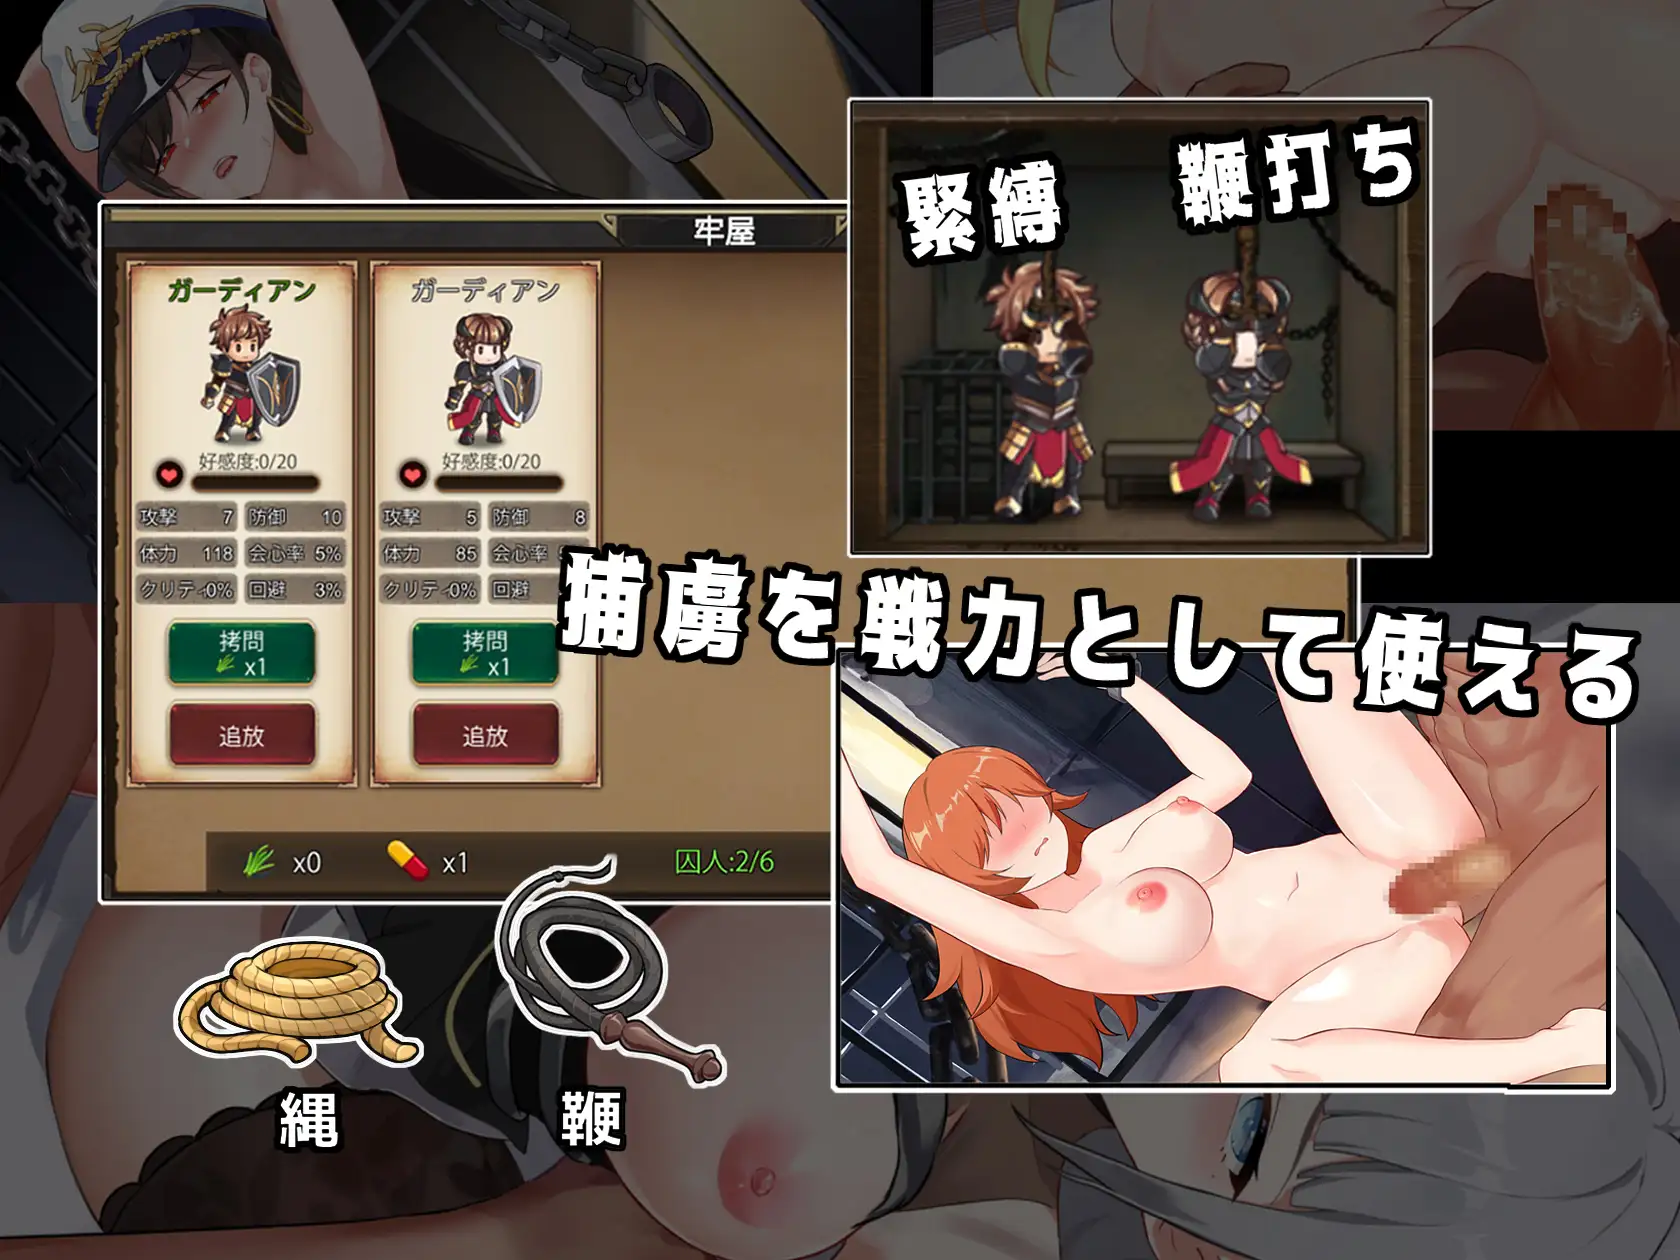 緊縛
鞭打ち
牢屋
ガーディアン
好感度:0/20
攻撃 7 防御 10
体力 118 会心率 5%
クリティ 0% 回避 3%
拷問
x1
追放
ガーディアン
好感度:0/20
攻撃 5 防御 8
体力 85 会心率
クリティ 0% 回避
拷問
x1
追放
捕虜を戦力として使える
x0 x1 囚人:2/6
縄
鞭